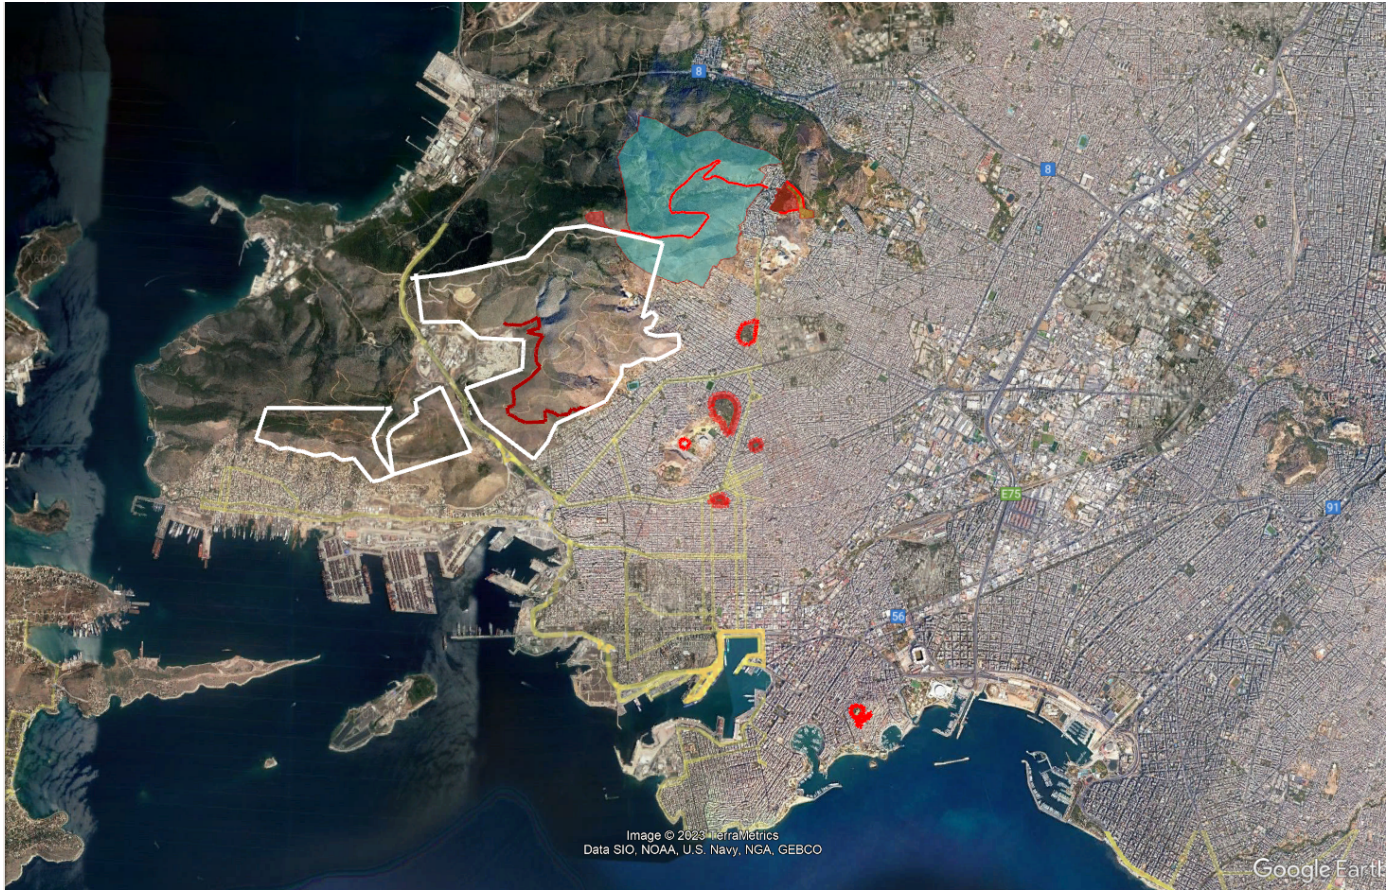 8
8
E75
91
56
Image © 2023 TerraMetrics
Data SIO, NOAA, U.S. Navy, NGA, GEBCO
Google Earth